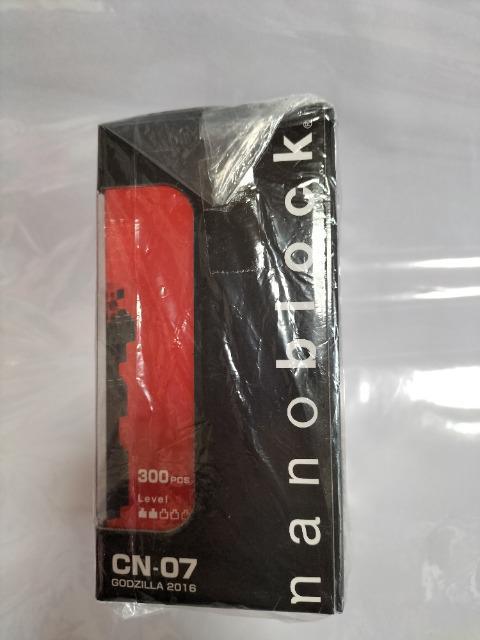 nanoblock®
300 PCS
Level
CN-07
GODZILLA 2016